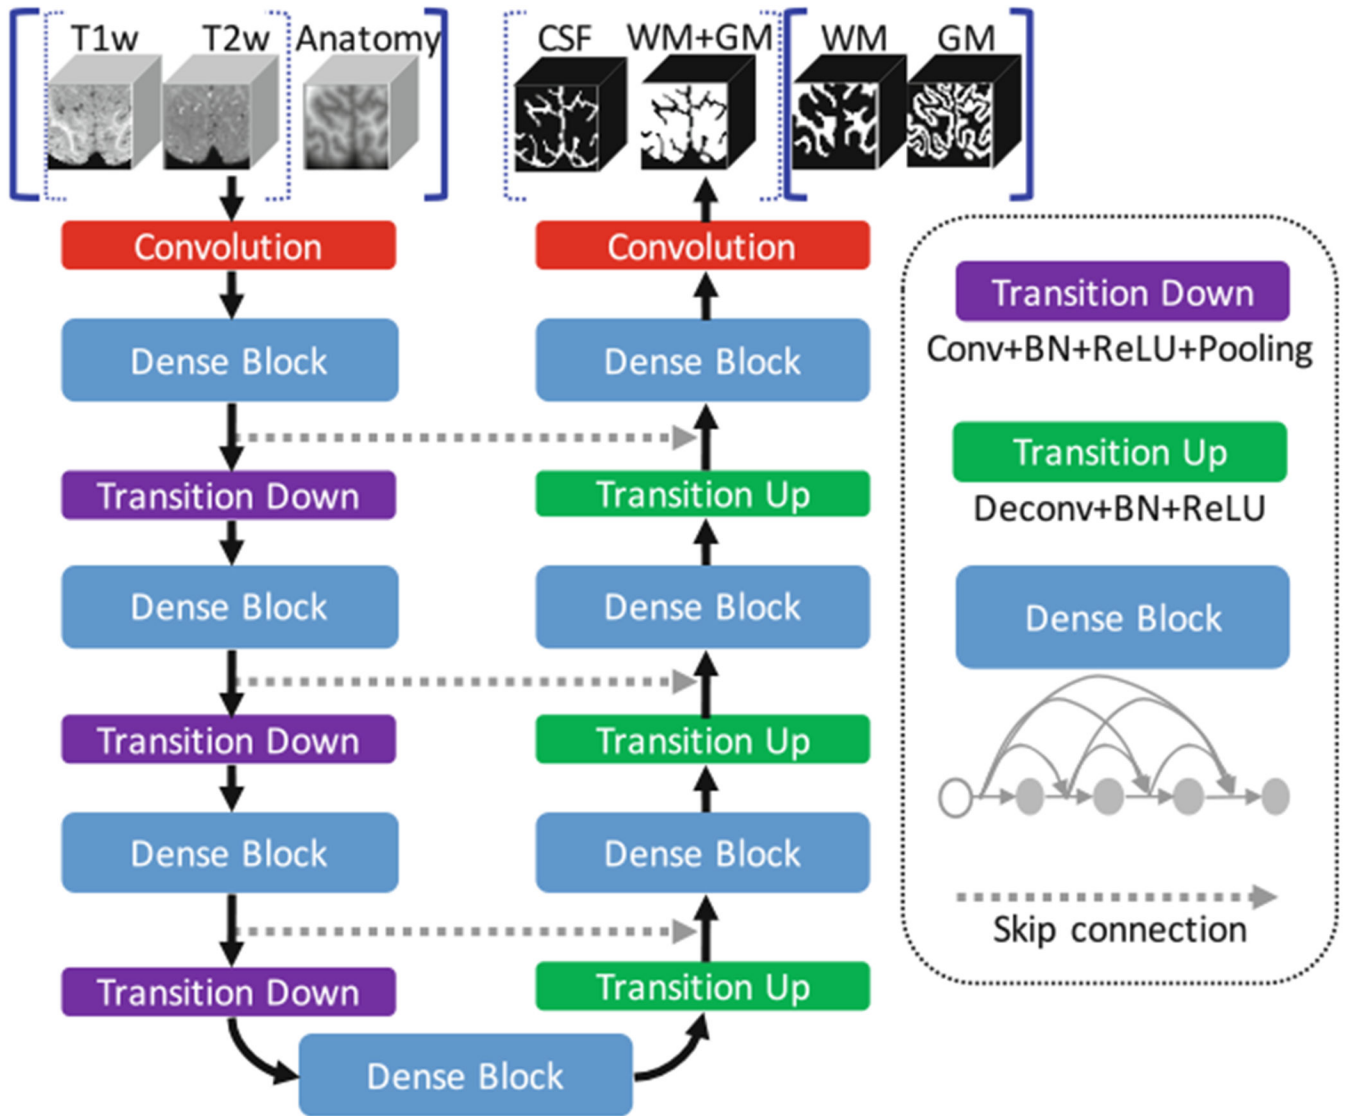 T1w T2w Anatomy CSF WM+GM WM GM
Convolution
Dense Block
Transition Down
Dense Block
Transition Down
Dense Block
Transition Down
Dense Block
Convolution
Dense Block
Transition Up
Dense Block
Transition Up
Dense Block
Transition Up
Transition Down
Conv+BN+ReLU+Pooling
Transition Up
Deconv+BN+ReLU
Dense Block
Skip connection